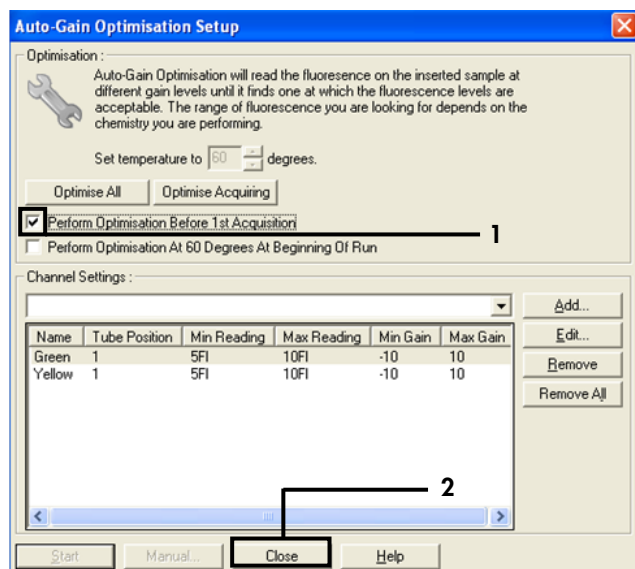 Auto-Gain Optimisation Setup
Optimisation :
Auto-Gain Optimisation will read the fluoresence on the inserted sample at
different gain levels until it finds one at which the fluorescence levels are
acceptable. The range of fluorescence you are looking for depends on the
chemistry you are performing.
Set temperature to 60 degrees.
Optimise All Optimise Acquiring
Perform Optimisation Before 1st Acquisition
1
Perform Optimisation At 60 Degrees At Beginning Of Run
Channel Settings :
Add...
Name Tube Position Min Reading Max Reading Min Gain Max Gain
Edit...
Green 1 5Fl 10Fl -10 10
Yellow 1 5Fl 10Fl -10 10
Remove
Remove All
2
Start Manual... Close Help